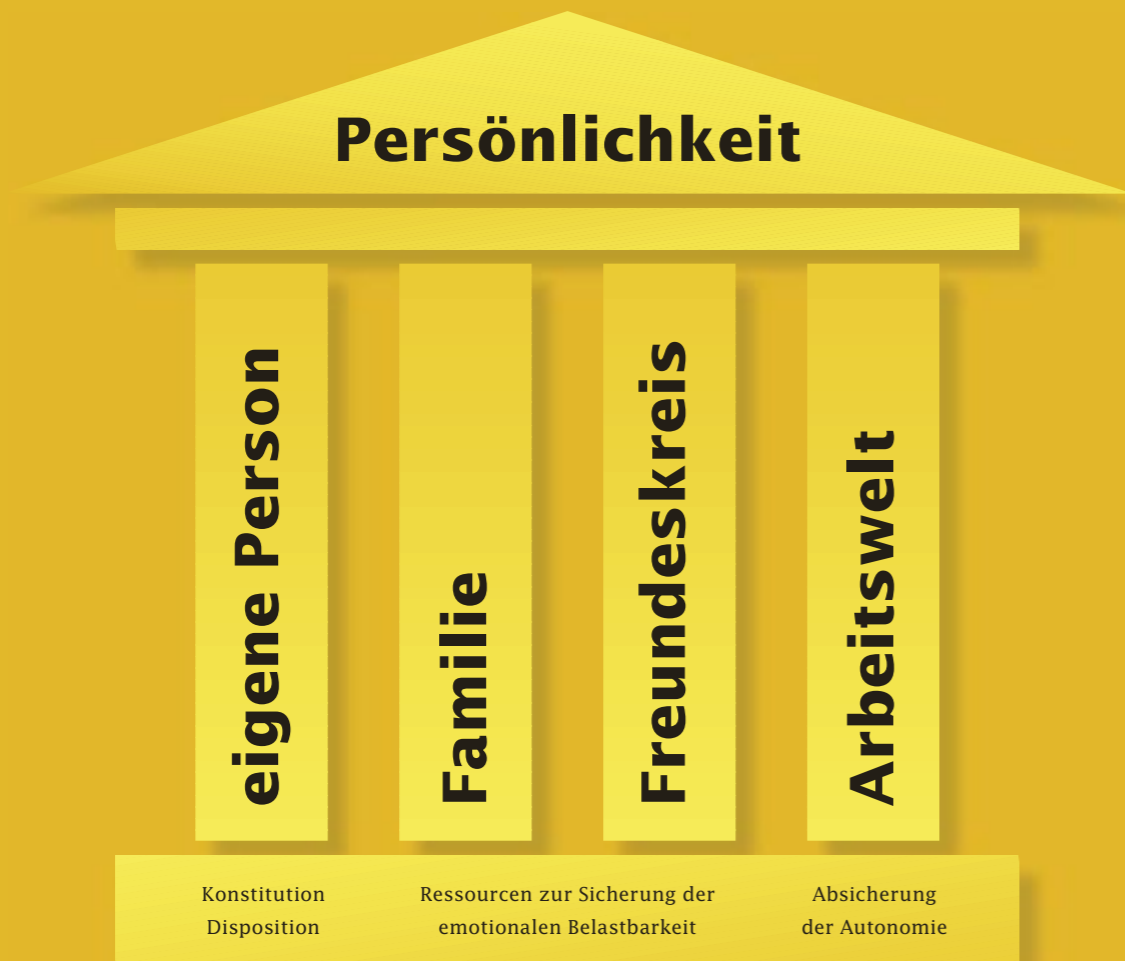 Persönlichkeit
eigene Person
Familie
Freundeskreis
Arbeitswelt
Konstitution
Disposition
Ressourcen zur Sicherung der
emotionalen Belastbarkeit
Absicherung
der Autonomie